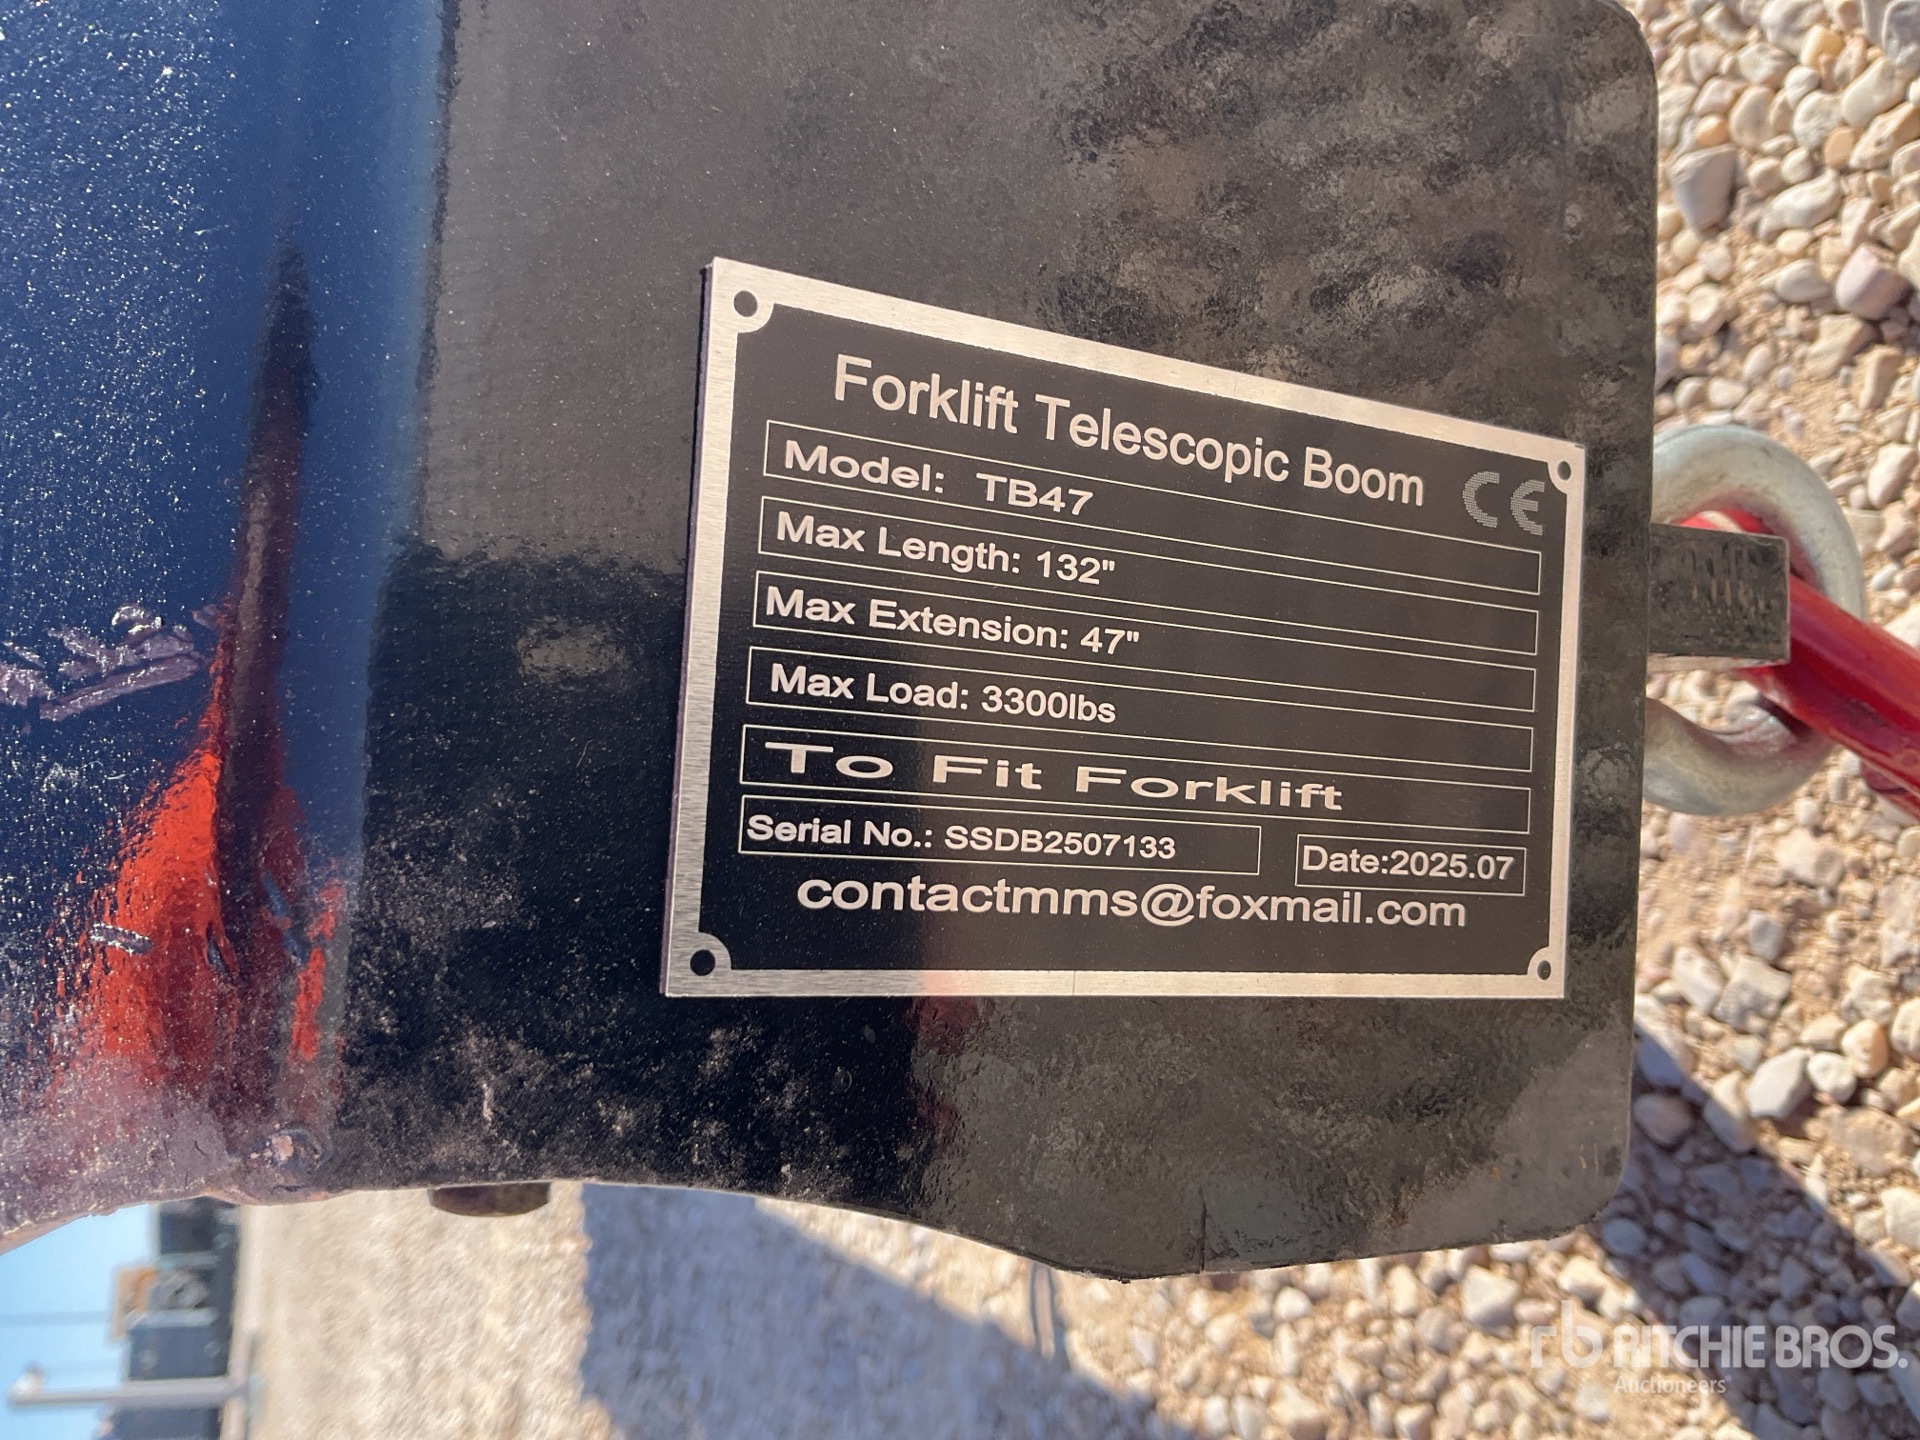 Forklift Telescopic Boom
CE
Model: TB47
Max Length: 132"
Max Extension: 47"
Max Load: 3300lbs
To Fit Forklift
Serial No.: SSDB2507133
Date:2025.07
contactmms@foxmail.com
rb RITCHIE BROS.
Auctioneers